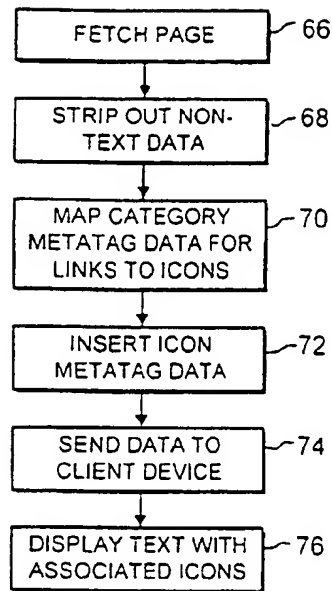 FETCH PAGE
66
STRIP OUT NON-
TEXT DATA
68
MAP CATEGORY
METATAG DATA FOR
LINKS TO ICONS
70
INSERT ICON
METATAG DATA
72
SEND DATA TO
CLIENT DEVICE
74
DISPLAY TEXT WITH
ASSOCIATED ICONS
76